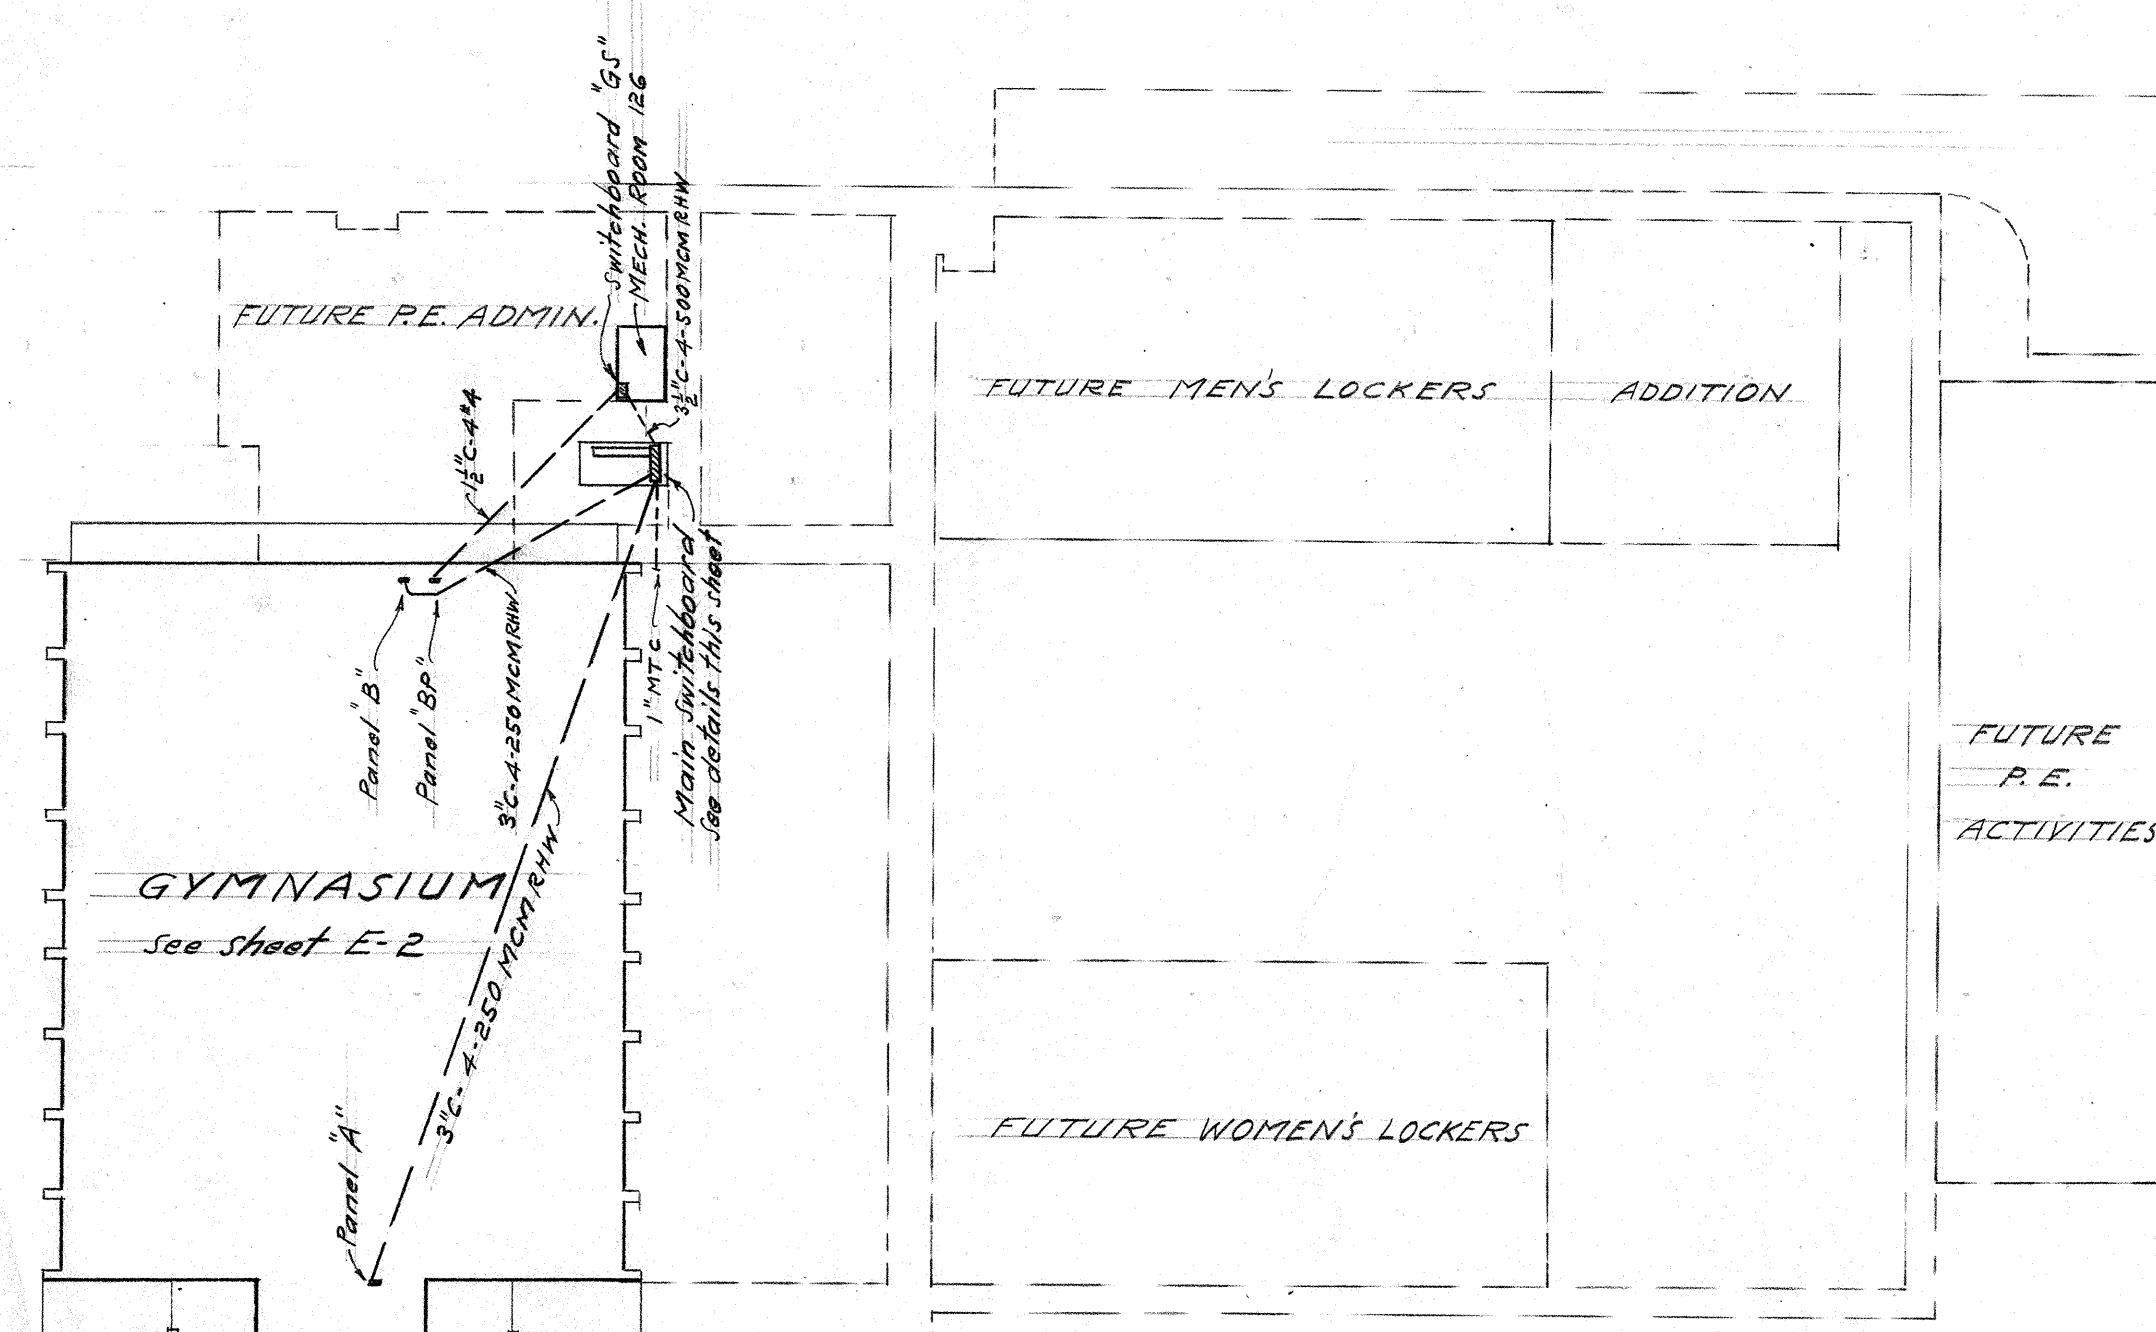 Switchboard "GS"
MECH. ROOM 126
3½"C-4-500MCM RHW
FUTURE P.E. ADMIN.
1½"C-4#4
FUTURE MEN'S LOCKERS
ADDITION
Panel "B"
Panel "BP"
3"C-4-250MCM RHW
1" MT C
Main Switchboard
See details this sheet
FUTURE
P. E.
ACTIVITIES
GYMNASIUM
See sheet E-2
3"C-4-250 MCM RHW
Panel "A"
FUTURE WOMEN'S LOCKERS